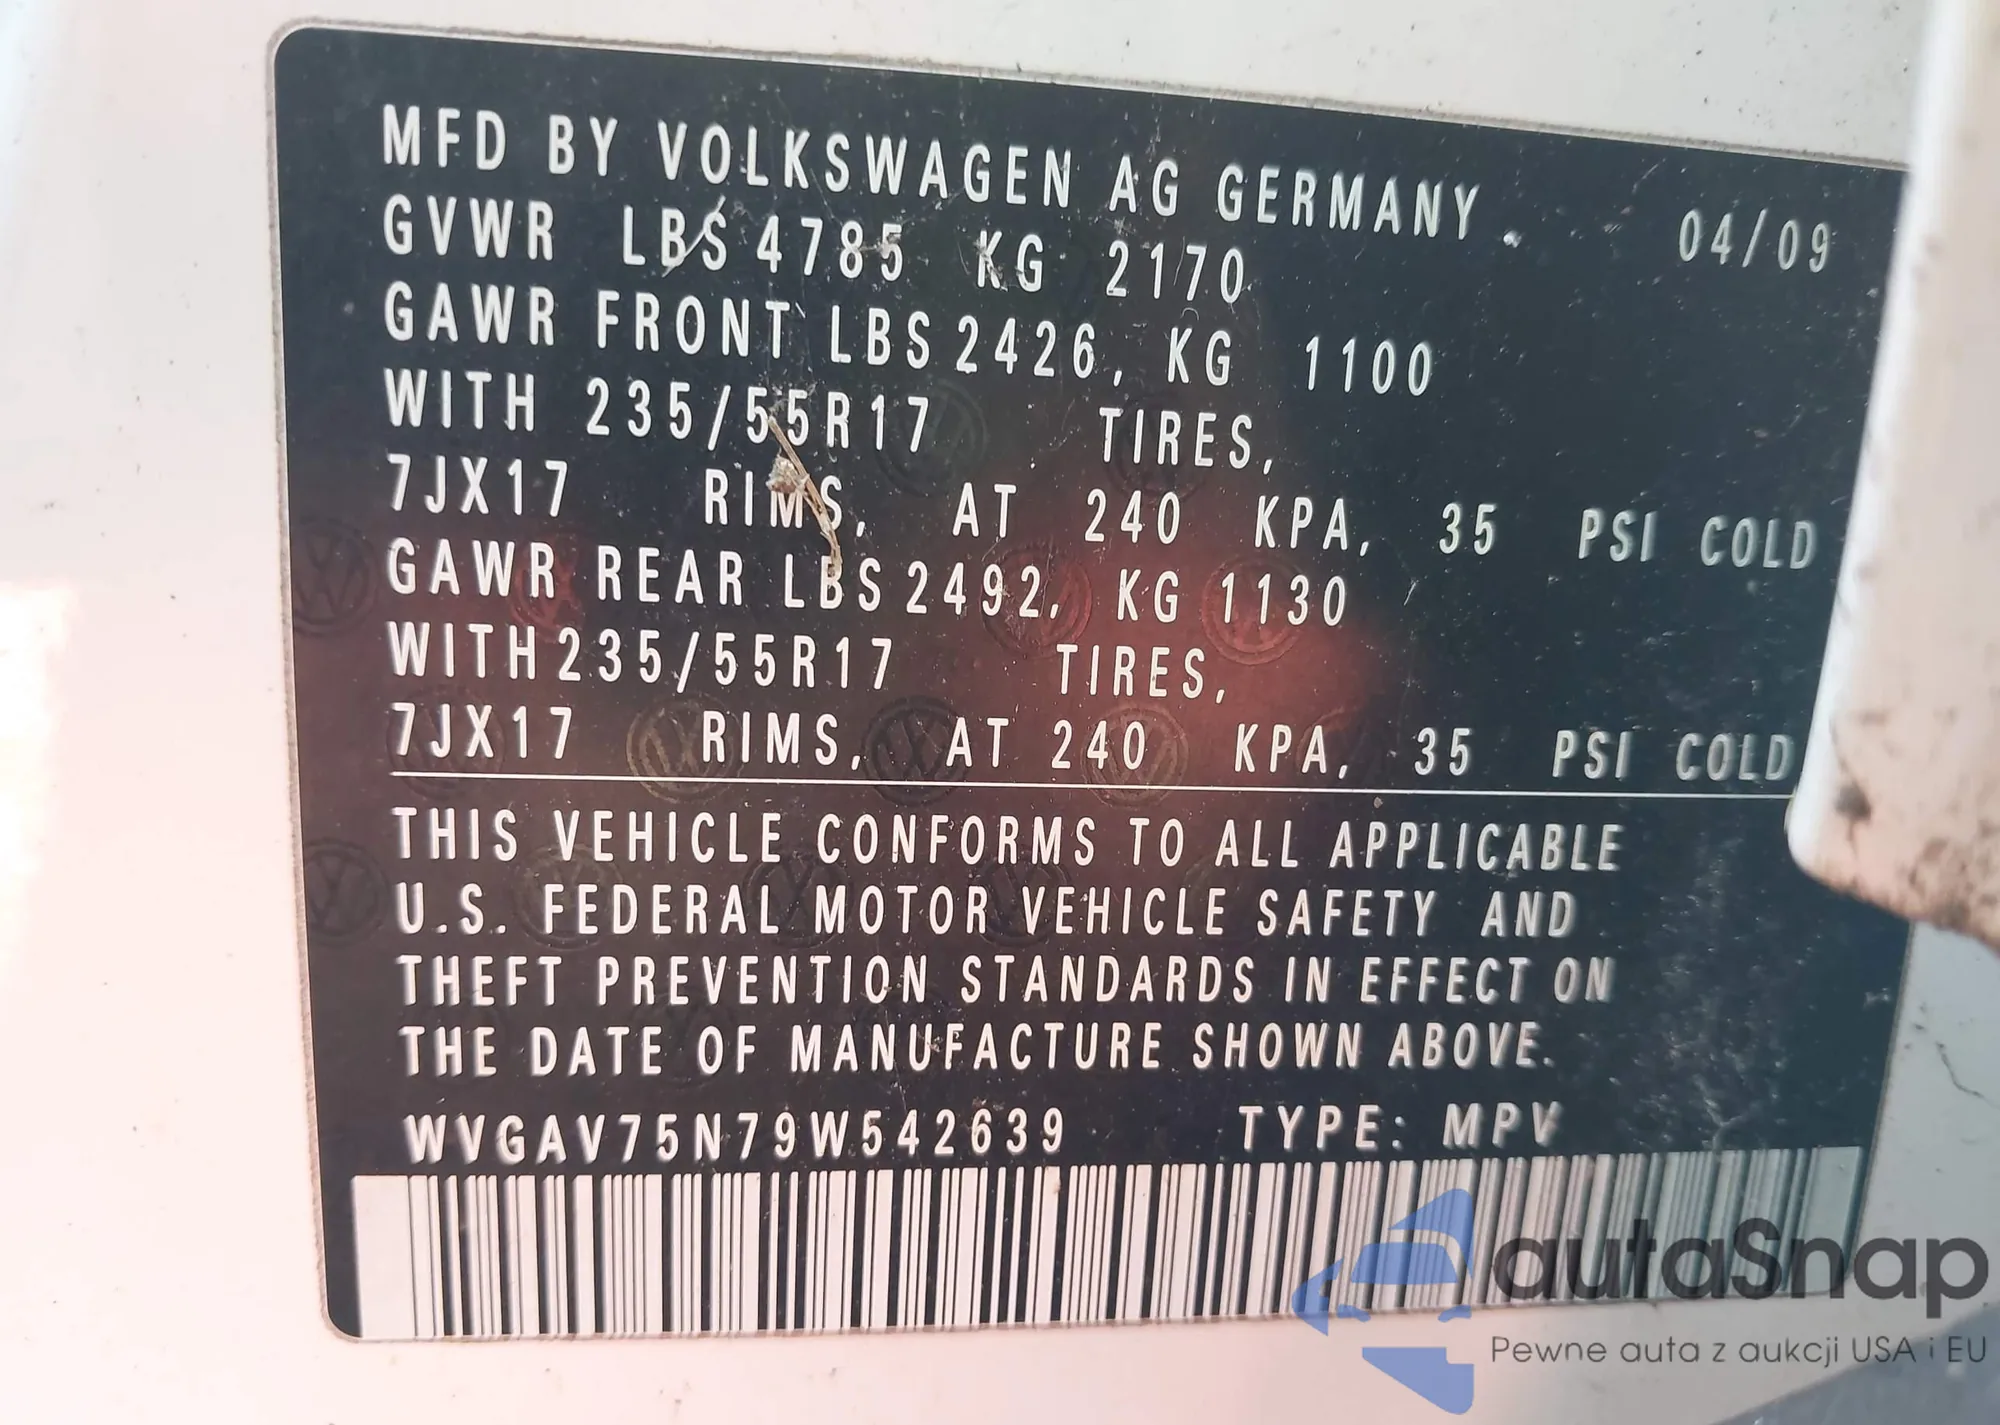 MFD BY VOLKSWAGEN AG GERMANY. 04/09
GVWR LBS 4785 KG 2170
GAWR FRONT LBS 2426, KG 1100
WITH 235/55R17 TIRES,
7JX17 RIMS, AT 240 KPA, 35 PSI COLD
GAWR REAR LBS 2492, KG 1130
WITH 235/55R17 TIRES,
7JX17 RIMS, AT 240 KPA, 35 PSI COLD
THIS VEHICLE CONFORMS TO ALL APPLICABLE
U.S. FEDERAL MOTOR VEHICLE SAFETY AND
THEFT PREVENTION STANDARDS IN EFFECT ON
THE DATE OF MANUFACTURE SHOWN ABOVE.
WVGAV75N79W542639 TYPE: MPV
autaSnap
Pewne auta z aukcji USA i EU